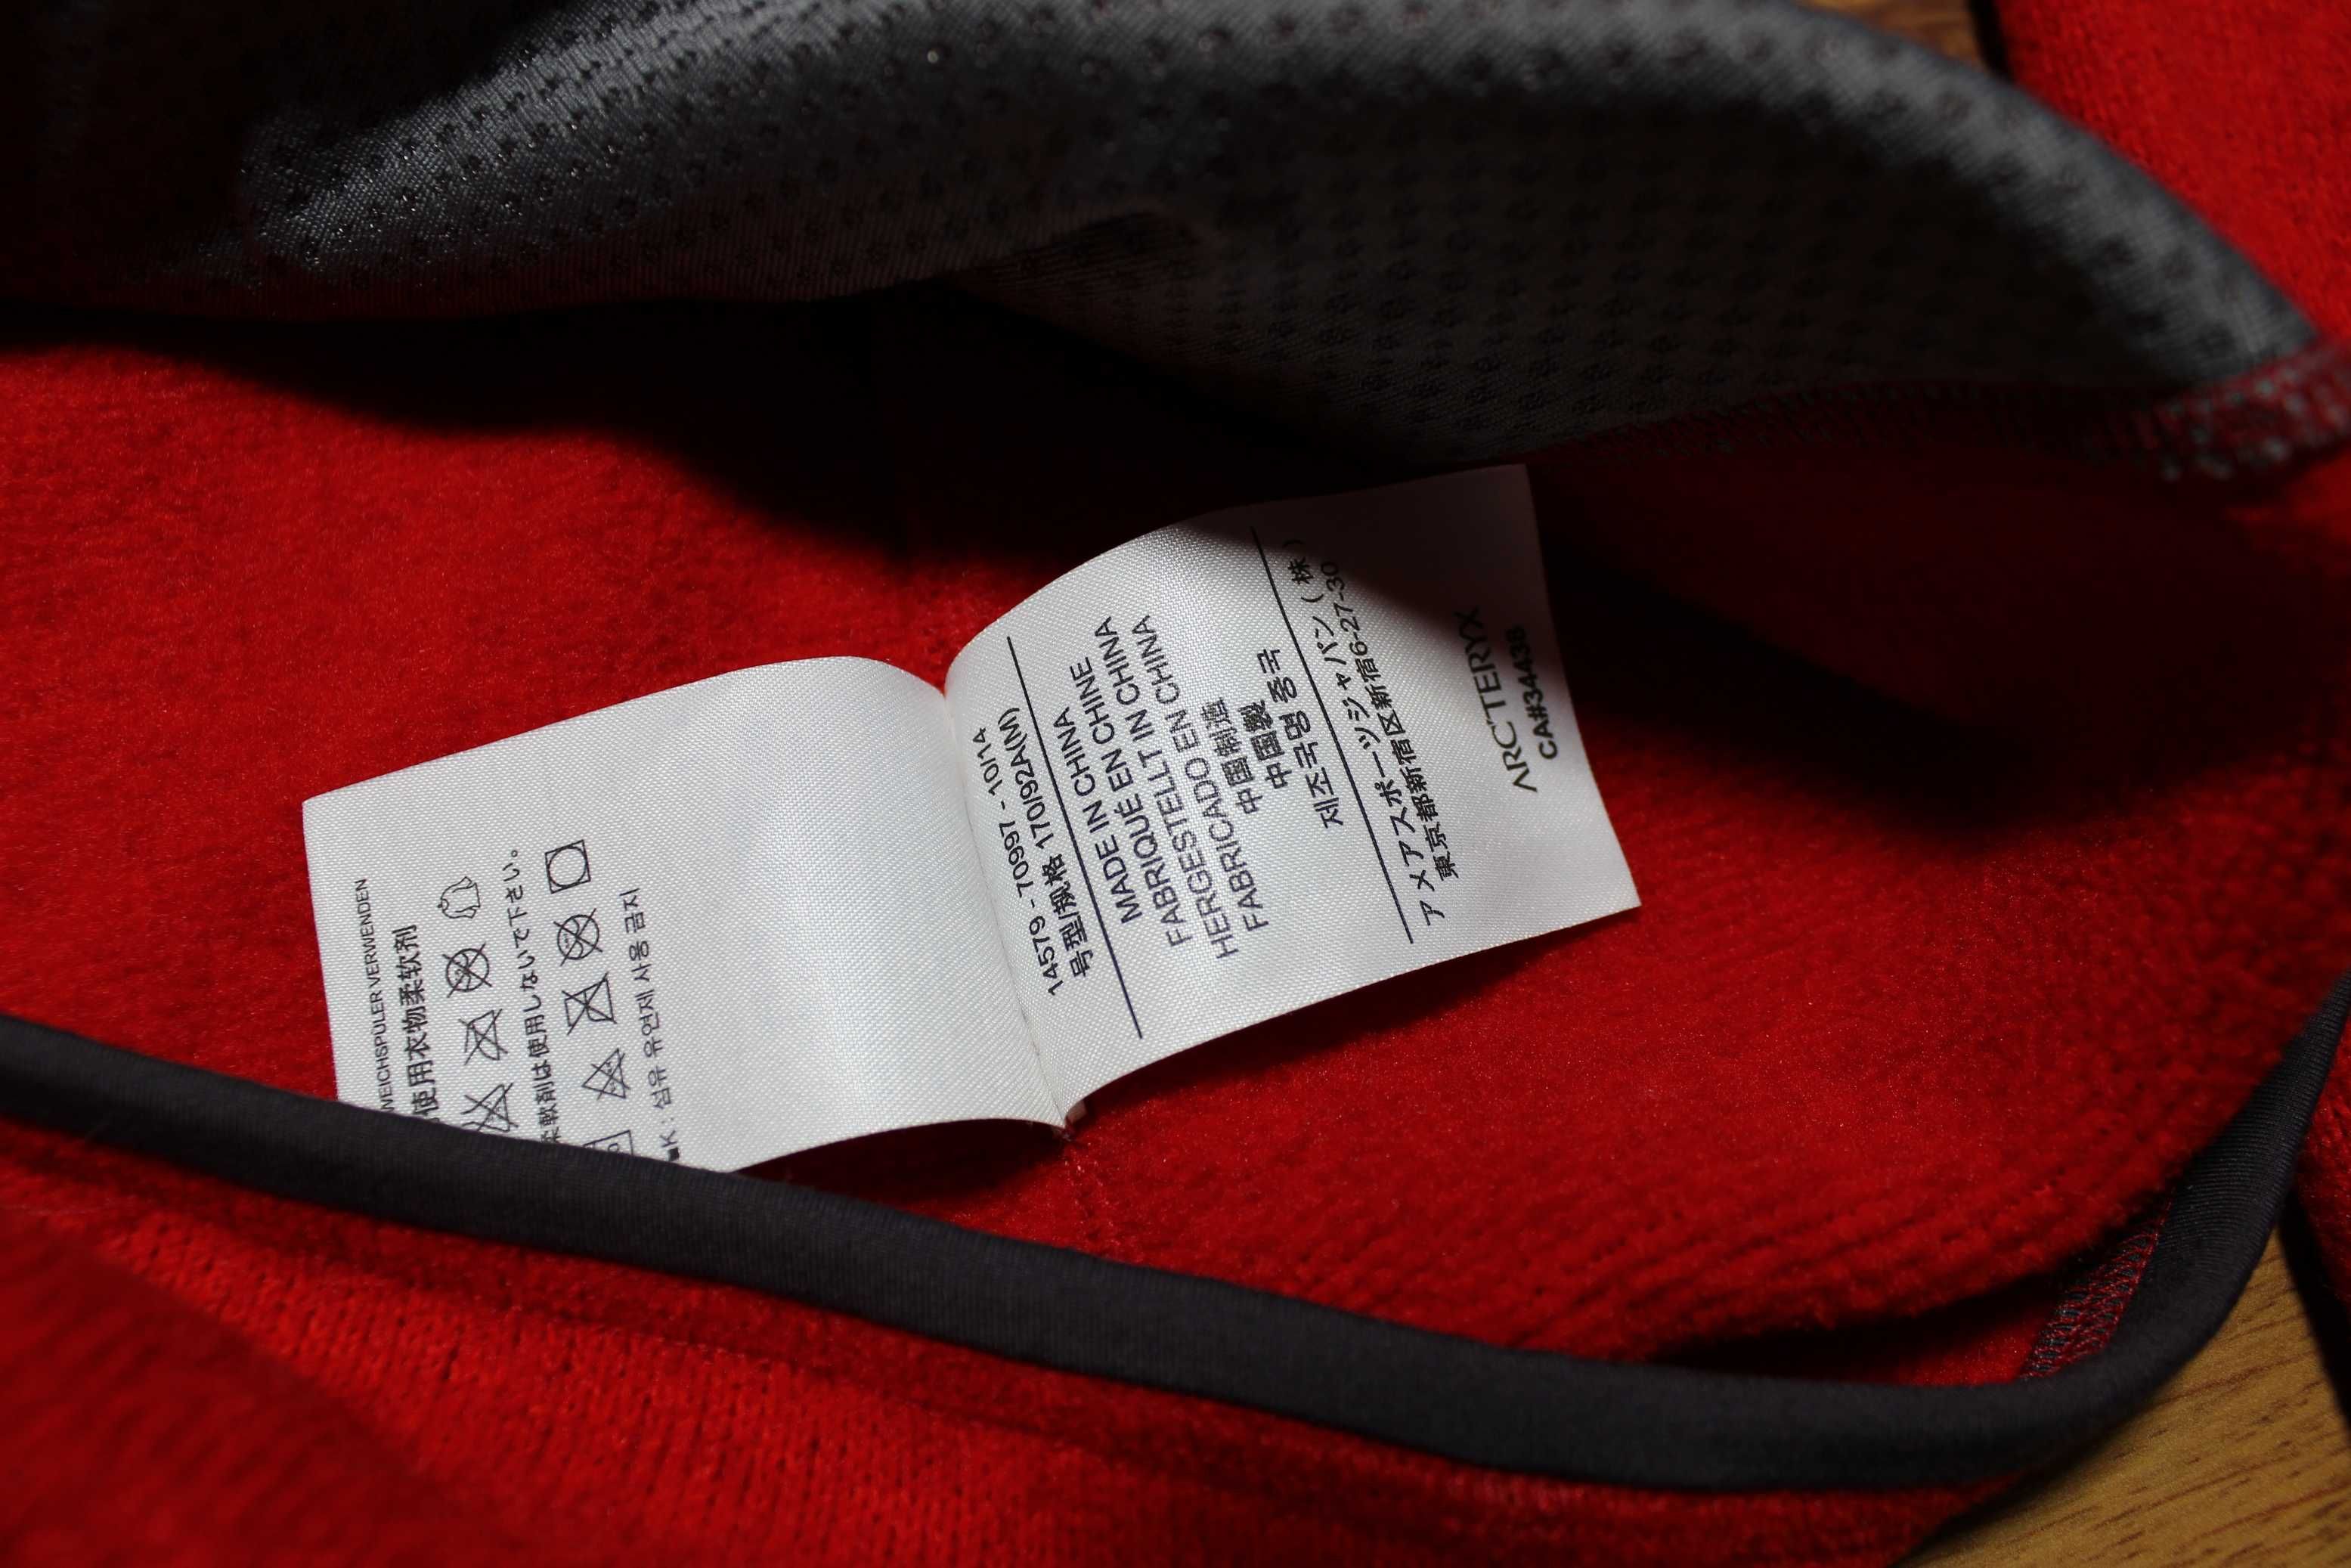 WEICHSPÜLER VERWENDEN
使用衣物柔软剂
柔軟剤は使用しないで下さい。
K : 섬유 유연제 사용 금지
14579 - 70997 - 10/14
号型/规格 170/92A(M)
MADE IN CHINA
FABRIQUÉ EN CHINE
HERGESTELLT IN CHINA
FABRICADO EN CHINA
中国制造
中国製
제조국명 중국
アメアスポーツジャパン ( 株 )
東京都新宿区新宿6-27-30
ARC'TERYX
CA#34438